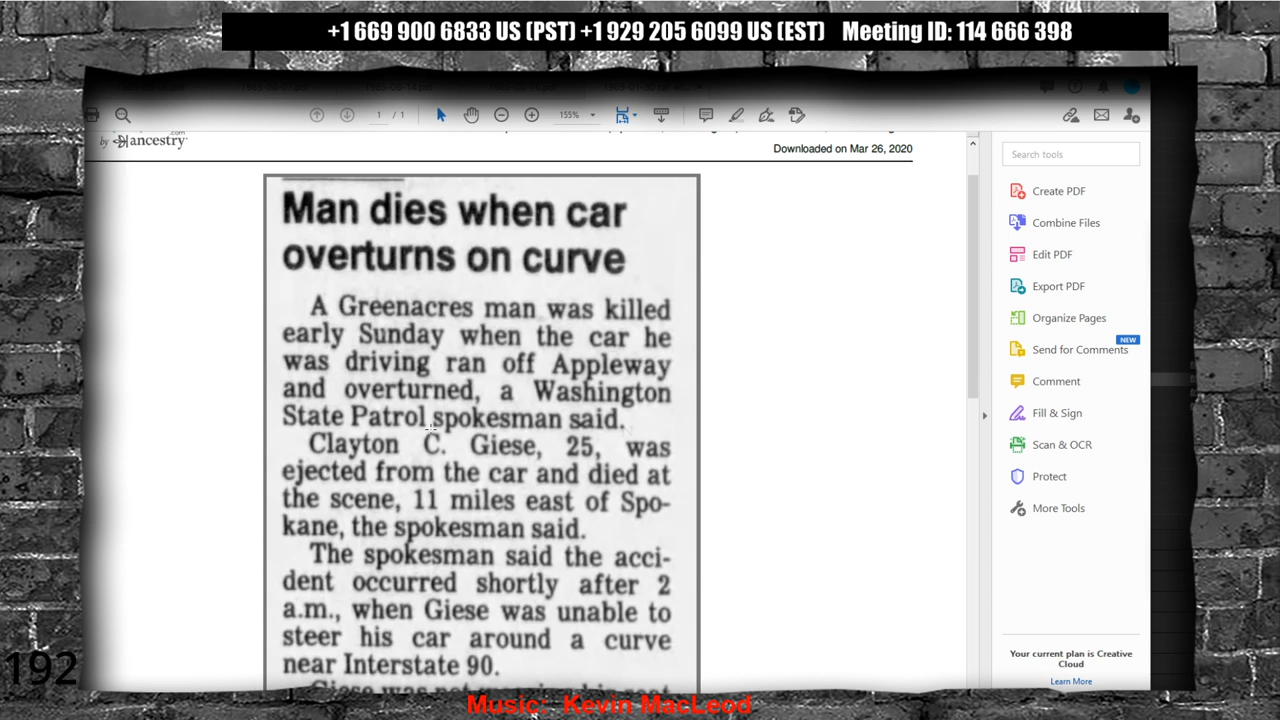 +1 669 900 6833 US (PST) +1 929 205 6099 US (EST) Meeting ID: 114 666 398
1 / 1
155%
by ancestry
.com
Downloaded on Mar 26, 2020
Man dies when car
overturns on curve
A Greenacres man was killed
early Sunday when the car he
was driving ran off Appleway
and overturned, a Washington
State Patrol spokesman said.
Clayton C. Giese, 25, was
ejected from the car and died at
the scene, 11 miles east of Spo-
kane, the spokesman said.
The spokesman said the acci-
dent occurred shortly after 2
a.m., when Giese was unable to
steer his car around a curve
near Interstate 90.
Search tools
Create PDF
Combine Files
Edit PDF
Export PDF
Organize Pages
NEW
Send for Comments
Comment
Fill & Sign
Scan & OCR
Protect
More Tools
Your current plan is Creative
Cloud
Learn More
192
Music: Kevin MacLeod